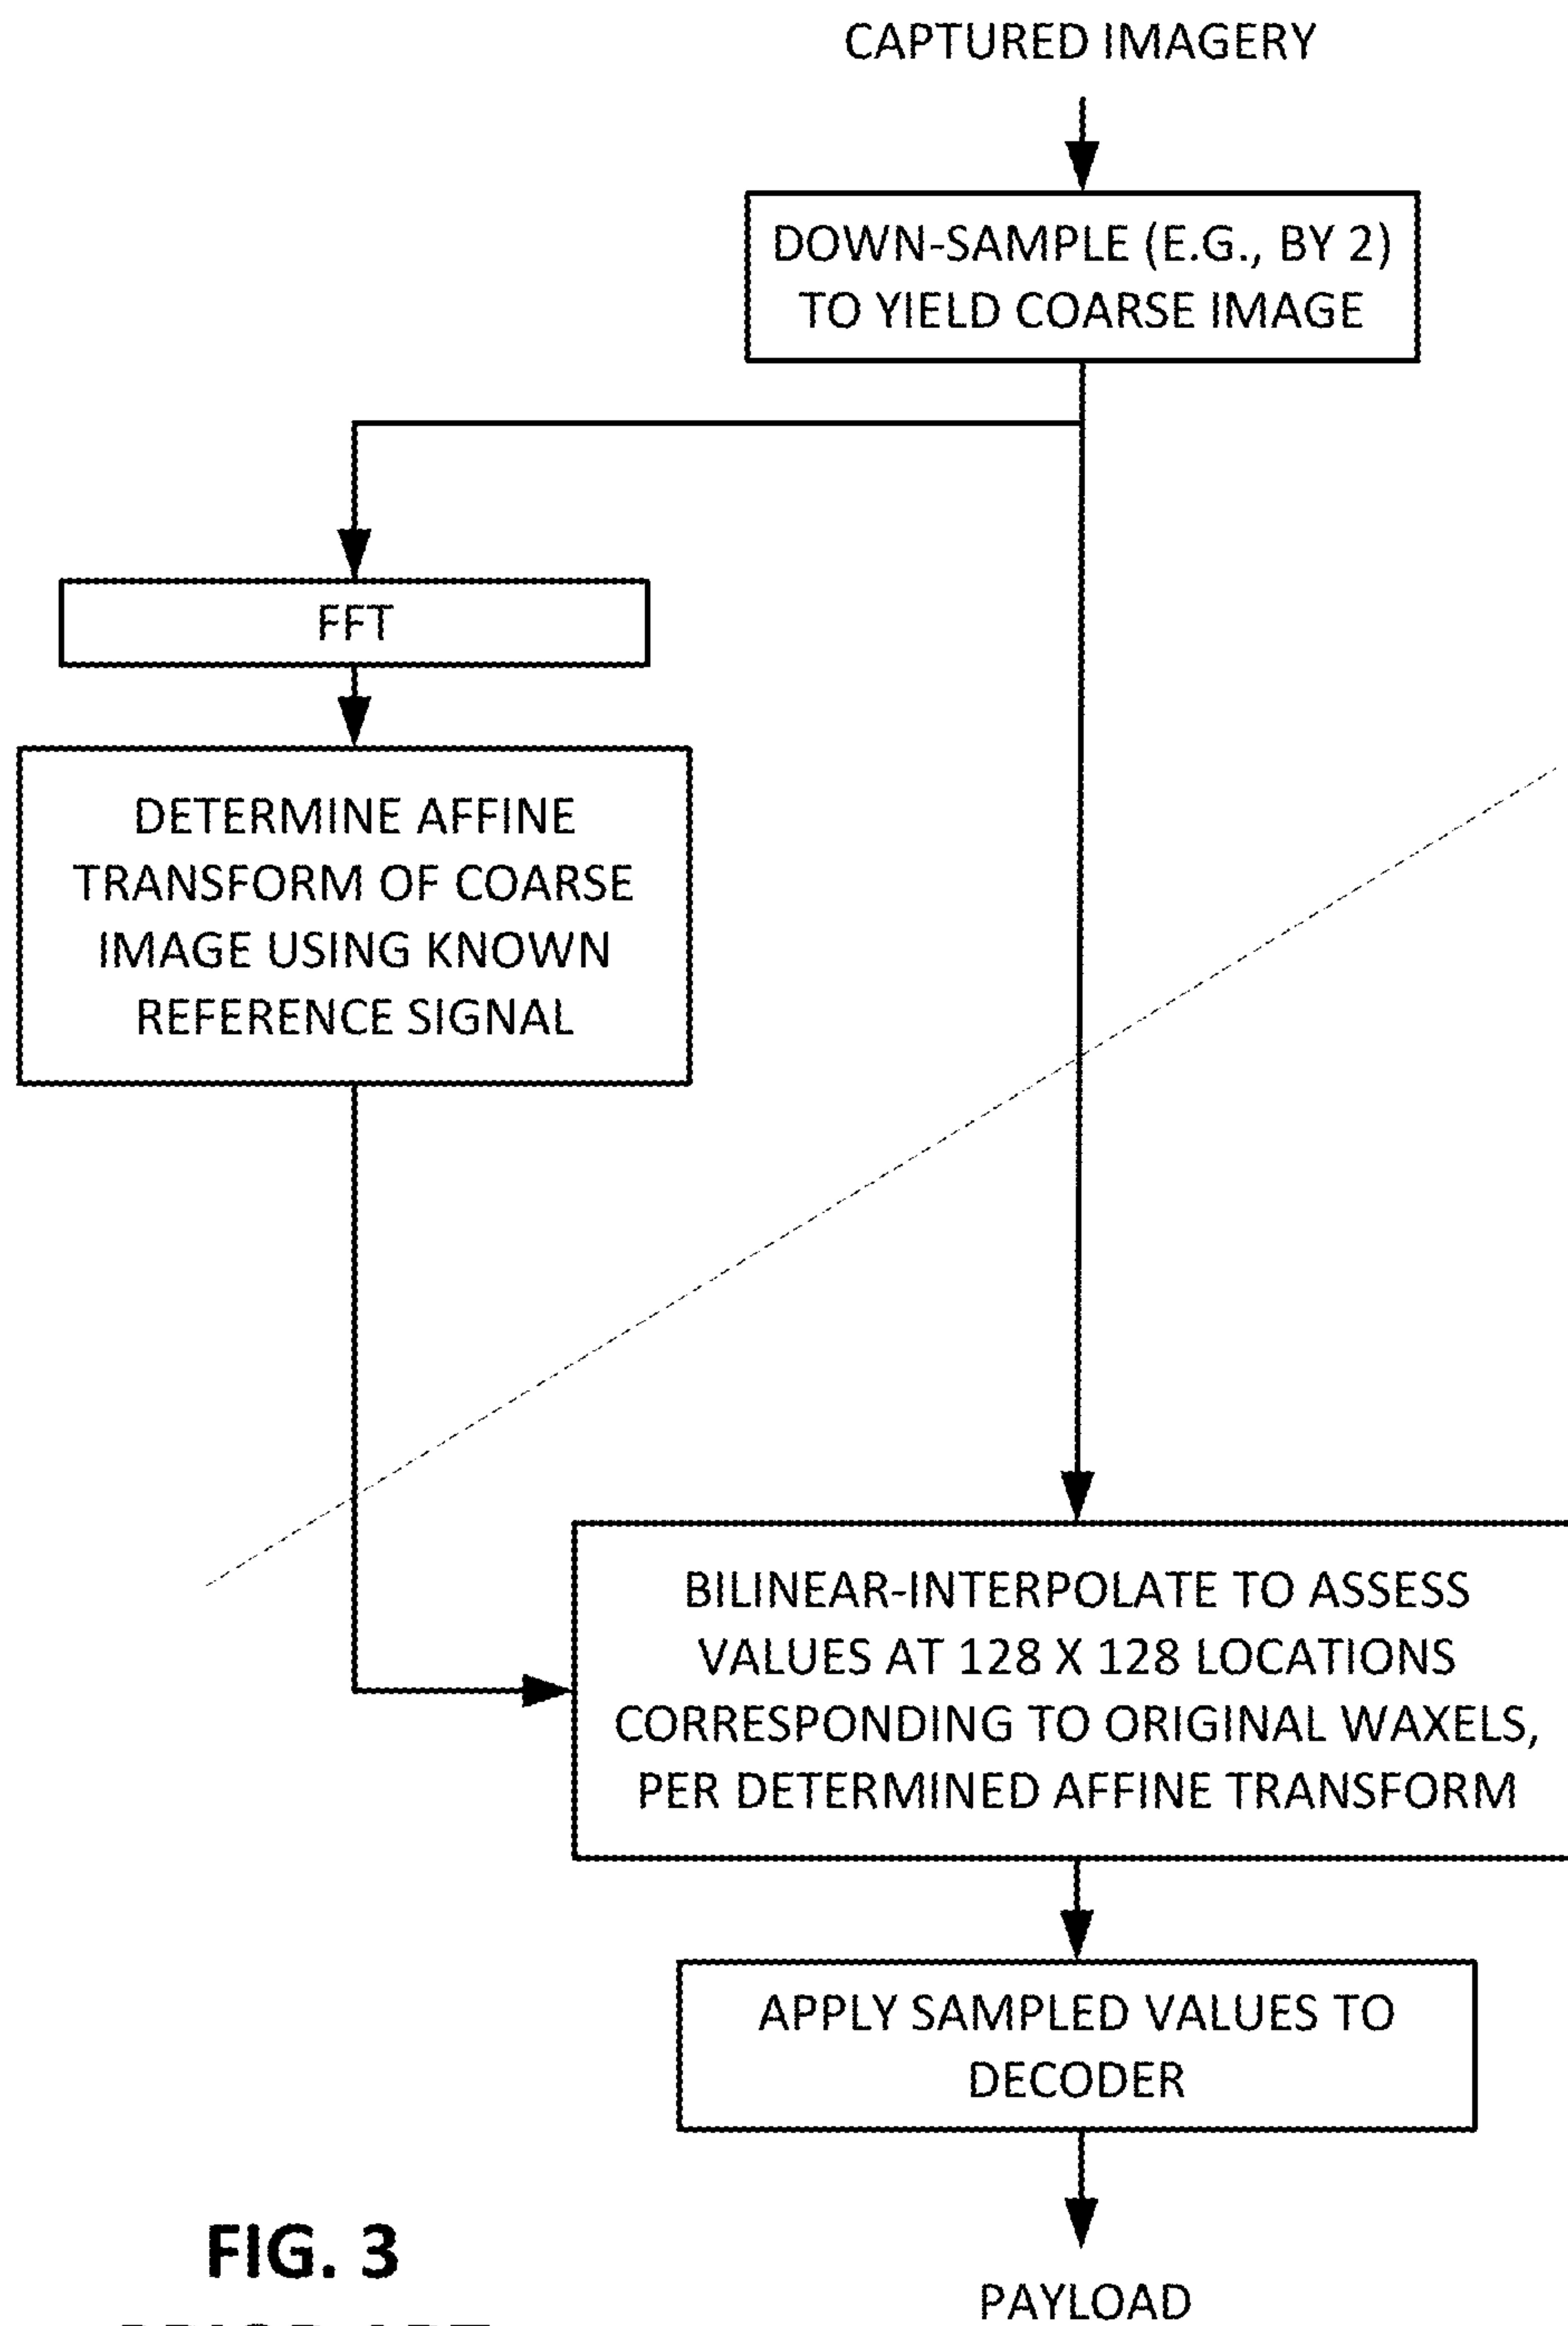 CAPTURED IMAGERY
DOWN-SAMPLE (E.G., BY 2)
TO YIELD COARSE IMAGE
FFT
DETERMINE AFFINE
TRANSFORM OF COARSE
IMAGE USING KNOWN
REFERENCE SIGNAL
BILINEAR-INTERPOLATE TO ASSESS
VALUES AT 128 X 128 LOCATIONS
CORRESPONDING TO ORIGINAL WAXELS,
PER DETERMINED AFFINE TRANSFORM
APPLY SAMPLED VALUES TO
DECODER
PAYLOAD
FIG. 3